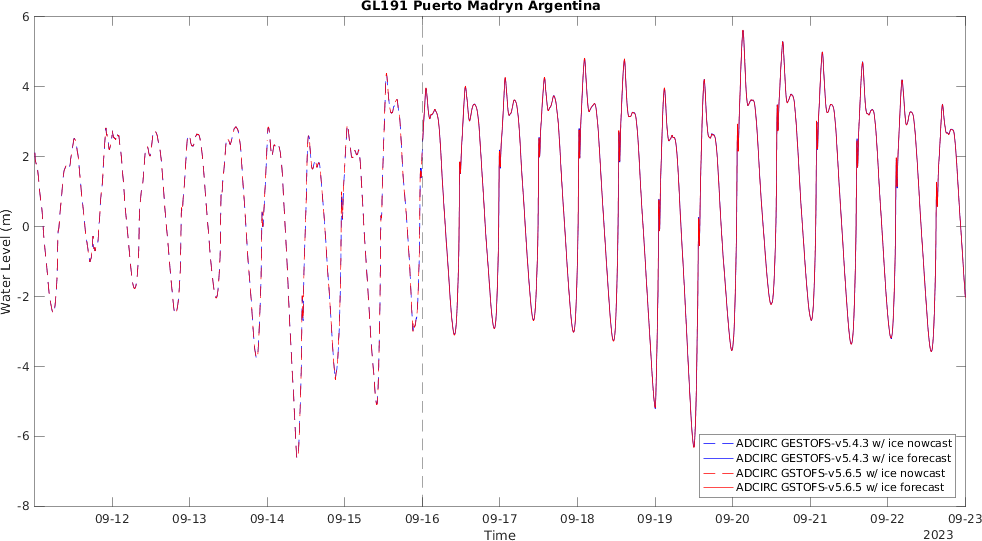 GL191 Puerto Madryn Argentina
6
4
2
0
-2
-4
-6
-8
Water Level (m)
ADCIRC GESTOFS-v5.4.3 w/ ice nowcast
ADCIRC GESTOFS-v5.4.3 w/ ice forecast
ADCIRC GSTOFS-v5.6.5 w/ ice nowcast
ADCIRC GSTOFS-v5.6.5 w/ ice forecast
09-12 09-13 09-14 09-15 09-16 09-17 09-18 09-19 09-20 09-21 09-22 09-23
Time
2023